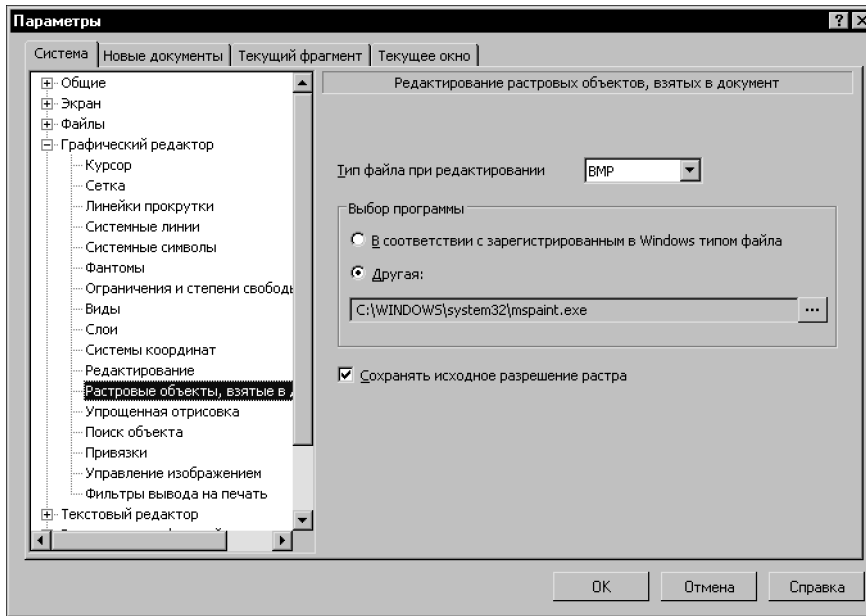 Параметры
Система Новые документы Текущий фрагмент Текущее окно
Общие
Экран
Файлы
Графический редактор
Курсор
Сетка
Линейки прокрутки
Системные линии
Системные символы
Фантомы
Ограничения и степени свободы
Виды
Слои
Системы координат
Редактирование
Растровые объекты, взятые в
Упрощенная отрисовка
Поиск объекта
Привязки
Управление изображением
Фильтры вывода на печать
Текстовый редактор
Редактирование растровых объектов, взятых в документ
Тип файла при редактировании BMP
Выбор программы
В соответствии с зарегистрированным в Windows типом файла
Другая:
C:\WINDOWS\system32\mspaint.exe ...
Сохранять исходное разрешение растра
OK Отмена Справка